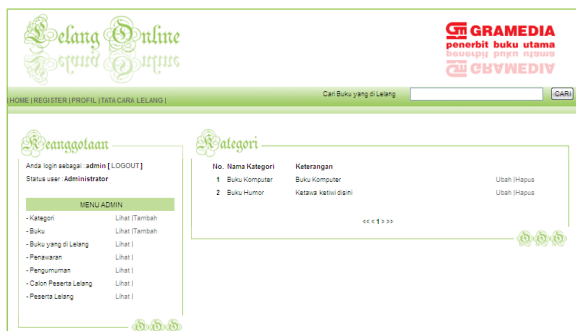 Lelang Online
GRAMEDIA
penerbit buku utama
HOME | REGISTER | PROFIL | TATA CARA LELANG |
Cari Buku yang di Lelang
CARI
Keanggotaan
Anda login sebagai : admin [ LOGOUT ]
Status user : Administrator
MENU ADMIN
- Kategori Lihat |Tambah
- Buku Lihat |Tambah
- Buku yang di Lelang Lihat |
- Penawaran Lihat |
- Pengumuman Lihat |
- Calon Peserta Lelang Lihat |
- Peserta Lelang Lihat |
Kategori
No. Nama Kategori Keterangan
1 Buku Komputer Buku Komputer Ubah |Hapus
2 Buku Humor Ketawa ketiwi disini Ubah |Hapus
<< < 1 > >>